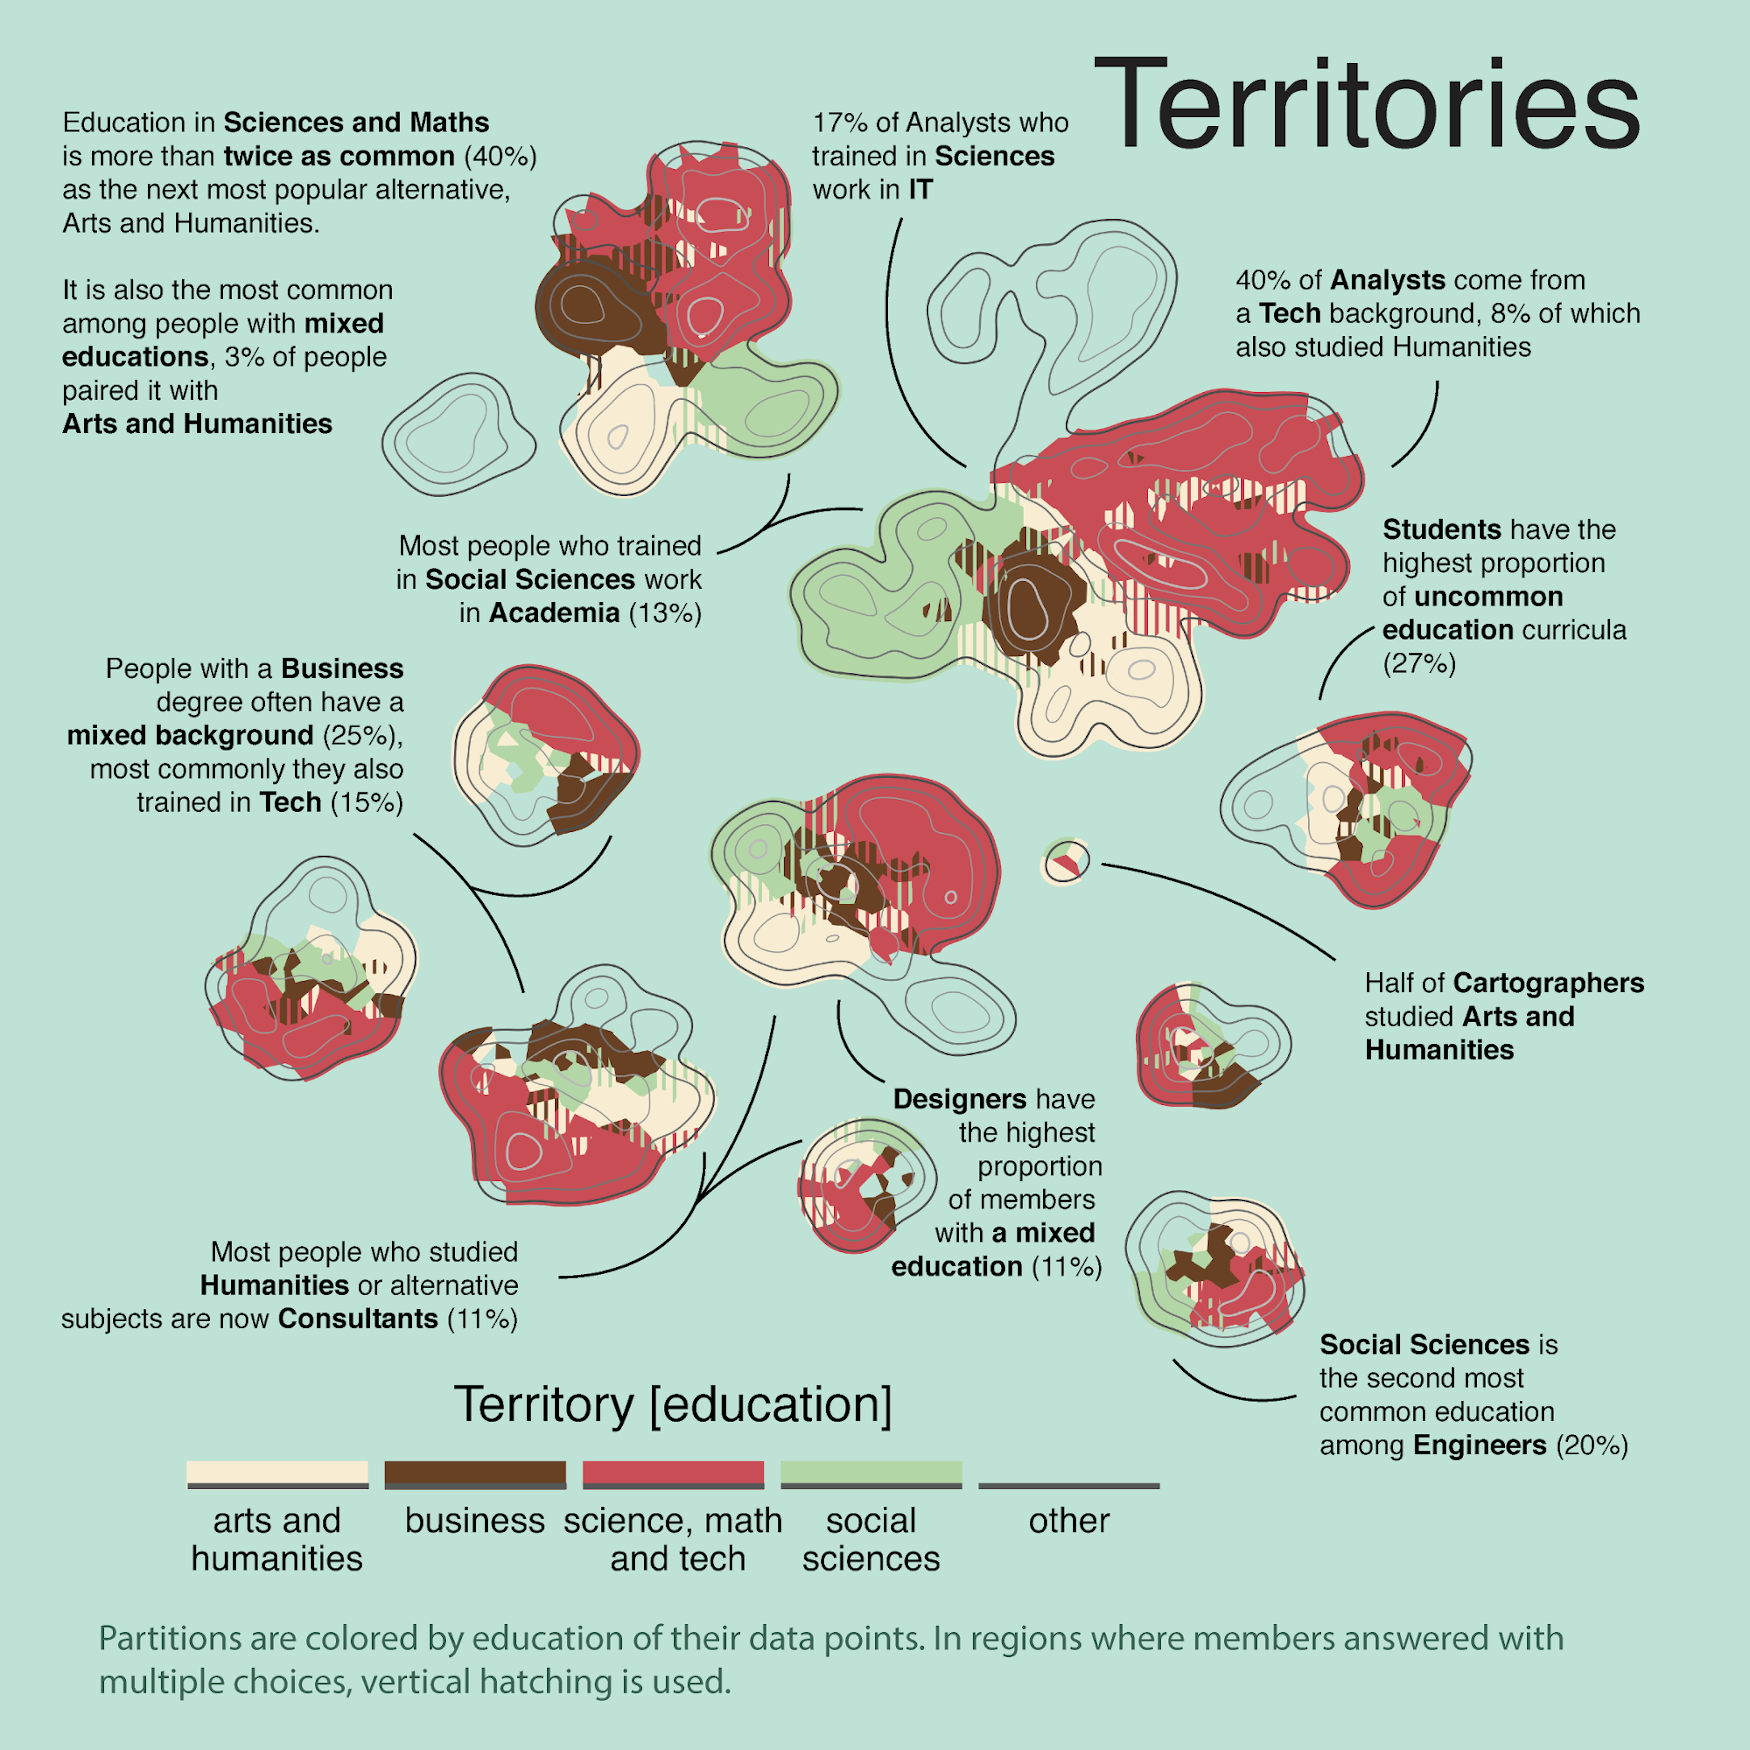 Territories
Education in Sciences and Maths
is more than twice as common (40%)
as the next most popular alternative,
Arts and Humanities.
It is also the most common
among people with mixed
educations, 3% of people
paired it with
Arts and Humanities
17% of Analysts who
trained in Sciences
work in IT
40% of Analysts come from
a Tech background, 8% of which
also studied Humanities
Most people who trained
in Social Sciences work
in Academia (13%)
Students have the
highest proportion
of uncommon
education curricula
(27%)
People with a Business
degree often have a
mixed background (25%),
most commonly they also
trained in Tech (15%)
Half of Cartographers
studied Arts and
Humanities
Designers have
the highest
proportion
of members
with a mixed
education (11%)
Most people who studied
Humanities or alternative
subjects are now Consultants (11%)
Social Sciences is
the second most
common education
among Engineers (20%)
Territory [education]
arts and
humanities
business
science, math
and tech
social
sciences
other
Partitions are colored by education of their data points. In regions where members answered with
multiple choices, vertical hatching is used.